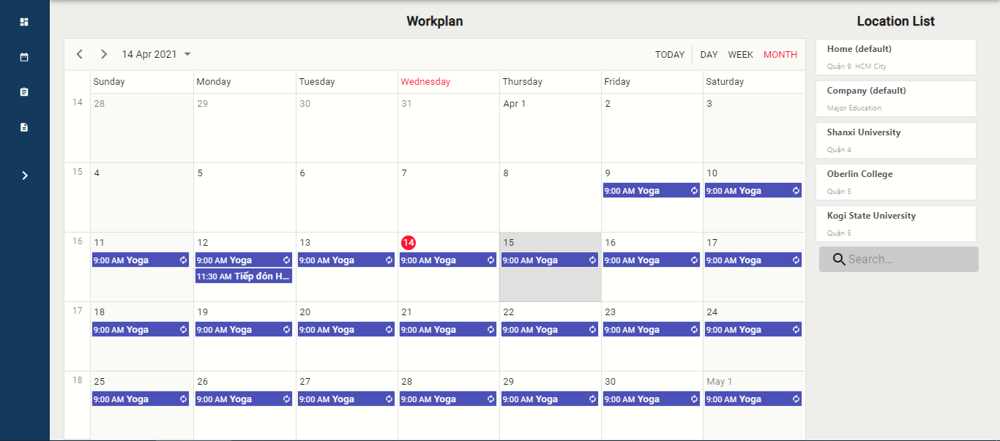 Workplan
Location List
14 Apr 2021
TODAY DAY WEEK MONTH
Sunday Monday Tuesday Wednesday Thursday Friday Saturday
14 28 29 30 31 Apr 1 2 3
15 4 5 6 7 8 9 10
9:00 AM Yoga 9:00 AM Yoga
16 11 12 13 14 15 16 17
9:00 AM Yoga 9:00 AM Yoga 9:00 AM Yoga 9:00 AM Yoga 9:00 AM Yoga 9:00 AM Yoga 9:00 AM Yoga
11:30 AM Tiếp đón H...
17 18 19 20 21 22 23 24
9:00 AM Yoga 9:00 AM Yoga 9:00 AM Yoga 9:00 AM Yoga 9:00 AM Yoga 9:00 AM Yoga 9:00 AM Yoga
18 25 26 27 28 29 30 May 1
9:00 AM Yoga 9:00 AM Yoga 9:00 AM Yoga 9:00 AM Yoga 9:00 AM Yoga 9:00 AM Yoga 9:00 AM Yoga
Home (default)
Quận 9, HCM City
Company (default)
Major Education
Shanxi University
Quận 4
Oberlin College
Quận 5
Kogi State University
Quận 5
Search...